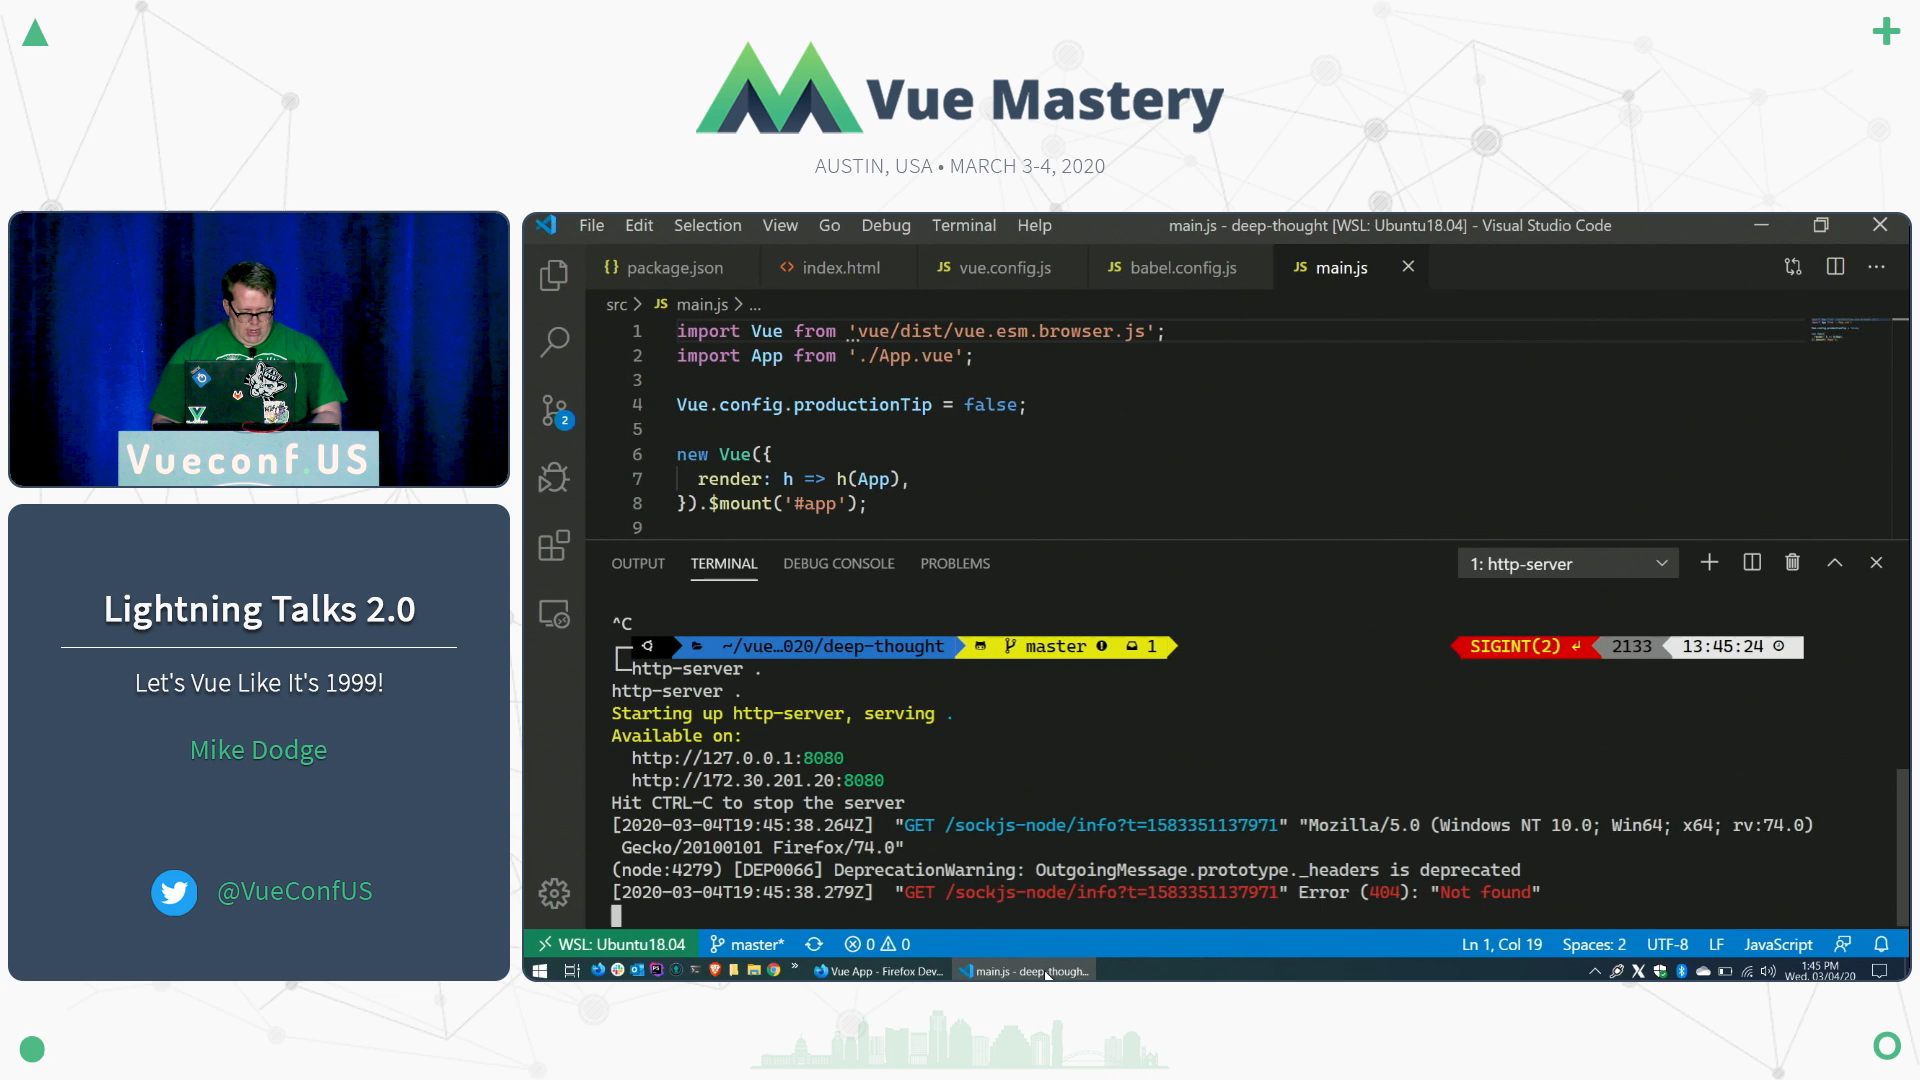 Vue Mastery
AUSTIN, USA • MARCH 3-4, 2020
Vueconf.US
Lightning Talks 2.0
Let's Vue Like It's 1999!
Mike Dodge
@VueConfUS
File Edit Selection View Go Debug Terminal Help main.js - deep-thought [WSL: Ubuntu18.04] - Visual Studio Code
{} package.json <> index.html JS vue.config.js JS babel.config.js JS main.js
src > JS main.js > ...
1 import Vue from 'vue/dist/vue.esm.browser.js';
2 import App from './App.vue';
3
4 Vue.config.productionTip = false;
5
6 new Vue({
7 render: h => h(App),
8 }).$mount('#app');
9
2
OUTPUT TERMINAL DEBUG CONSOLE PROBLEMS 1: http-server
^C
~/vue…020/deep-thought master 1 SIGINT(2) 2133 13:45:24
http-server .
http-server .
Starting up http-server, serving .
Available on:
http://127.0.0.1:8080
http://172.30.201.20:8080
Hit CTRL-C to stop the server
[2020-03-04T19:45:38.264Z] "GET /sockjs-node/info?t=1583351137971" "Mozilla/5.0 (Windows NT 10.0; Win64; x64; rv:74.0)
Gecko/20100101 Firefox/74.0"
(node:4279) [DEP0066] DeprecationWarning: OutgoingMessage.prototype._headers is deprecated
[2020-03-04T19:45:38.279Z] "GET /sockjs-node/info?t=1583351137971" Error (404): "Not found"
WSL: Ubuntu18.04 master* 0 0 Ln 1, Col 19 Spaces: 2 UTF-8 LF JavaScript
Vue App - Firefox Dev... main.js - deep-though... 1:45 PM
Wed, 03/04/20